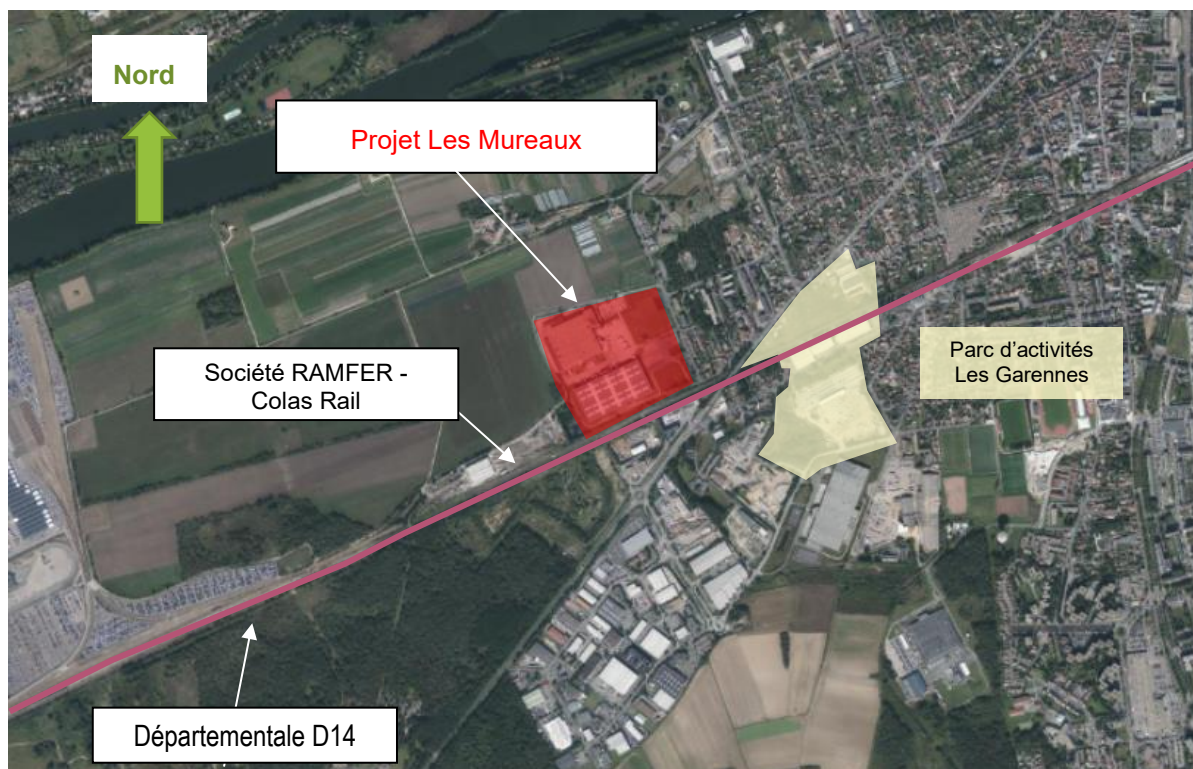 Nord
Projet Les Mureaux
Société RAMFER -
Colas Rail
Parc d'activités
Les Garennes
Départementale D14